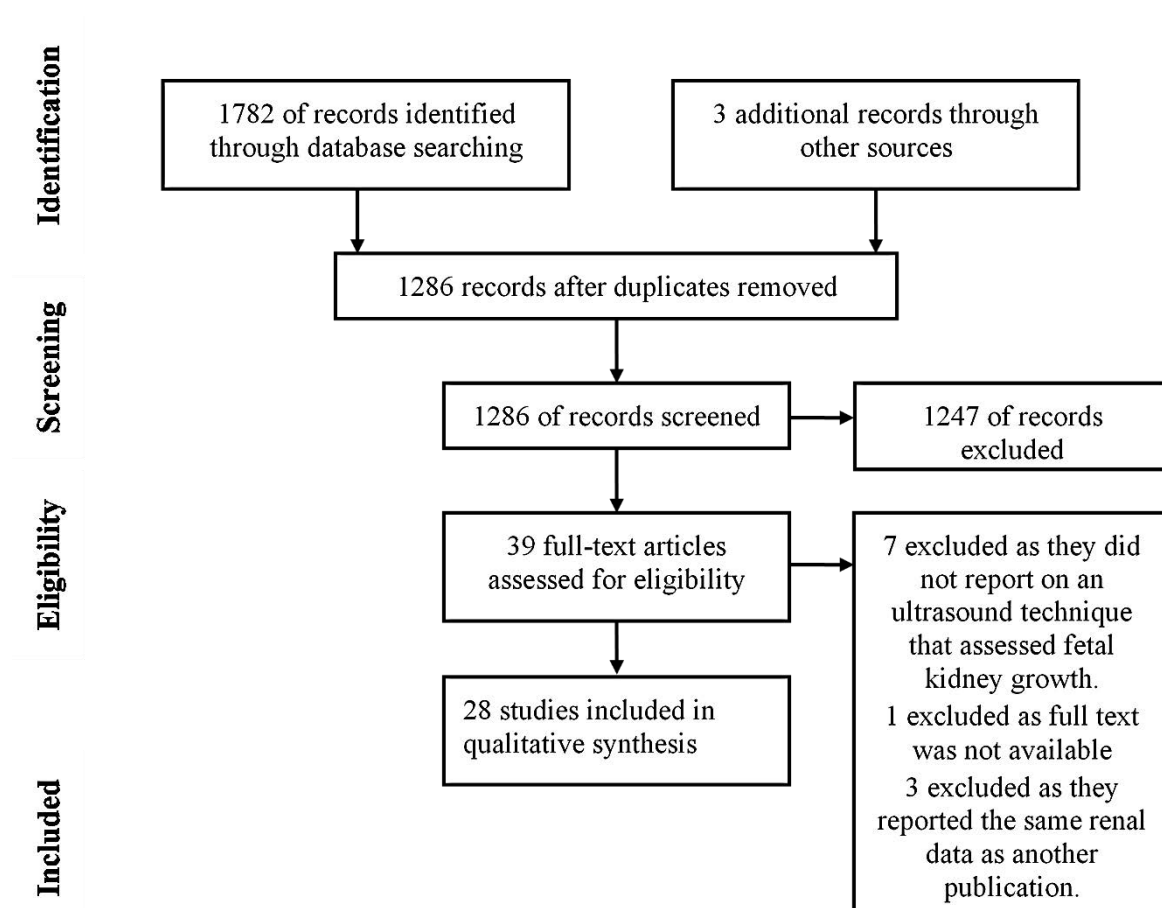 Identification
1782 of records identified
through database searching
3 additional records through
other sources
1286 records after duplicates removed
Screening
1286 of records screened
1247 of records
excluded
Eligibility
39 full-text articles
assessed for eligibility
7 excluded as they did
not report on an
ultrasound technique
that assessed fetal
kidney growth.
1 excluded as full text
was not available
3 excluded as they
reported the same renal
data as another
publication.
Included
28 studies included in
qualitative synthesis